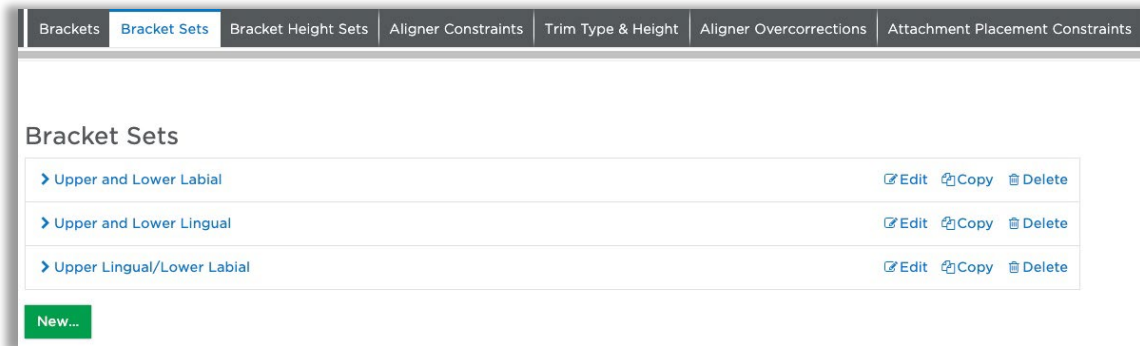 Brackets Bracket Sets Bracket Height Sets Aligner Constraints Trim Type & Height Aligner Overcorrections Attachment Placement Constraints
Bracket Sets
Upper and Lower Labial Edit Copy Delete
Upper and Lower Lingual Edit Copy Delete
Upper Lingual/Lower Labial Edit Copy Delete
New...